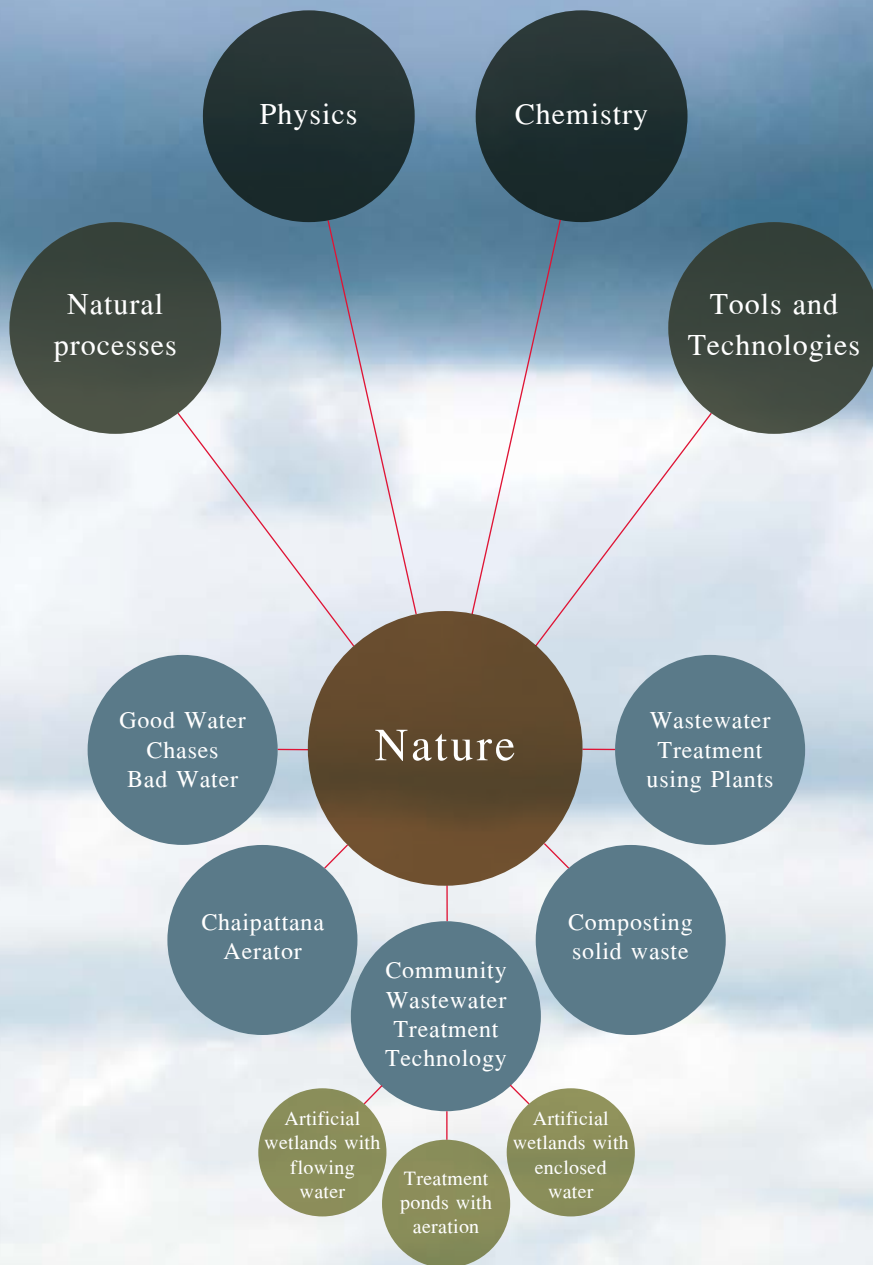 Physics
Chemistry
Natural
processes
Tools and
Technologies
Nature
Good Water
Chases
Bad Water
Wastewater
Treatment
using Plants
Chaipattana
Aerator
Composting
solid waste
Community
Wastewater
Treatment
Technology
Artificial
wetlands with
flowing
water
Treatment
ponds with
aeration
Artificial
wetlands with
enclosed
water